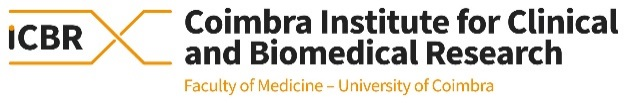 iCBR
Coimbra Institute for Clinical
and Biomedical Research
Faculty of Medicine – University of Coimbra